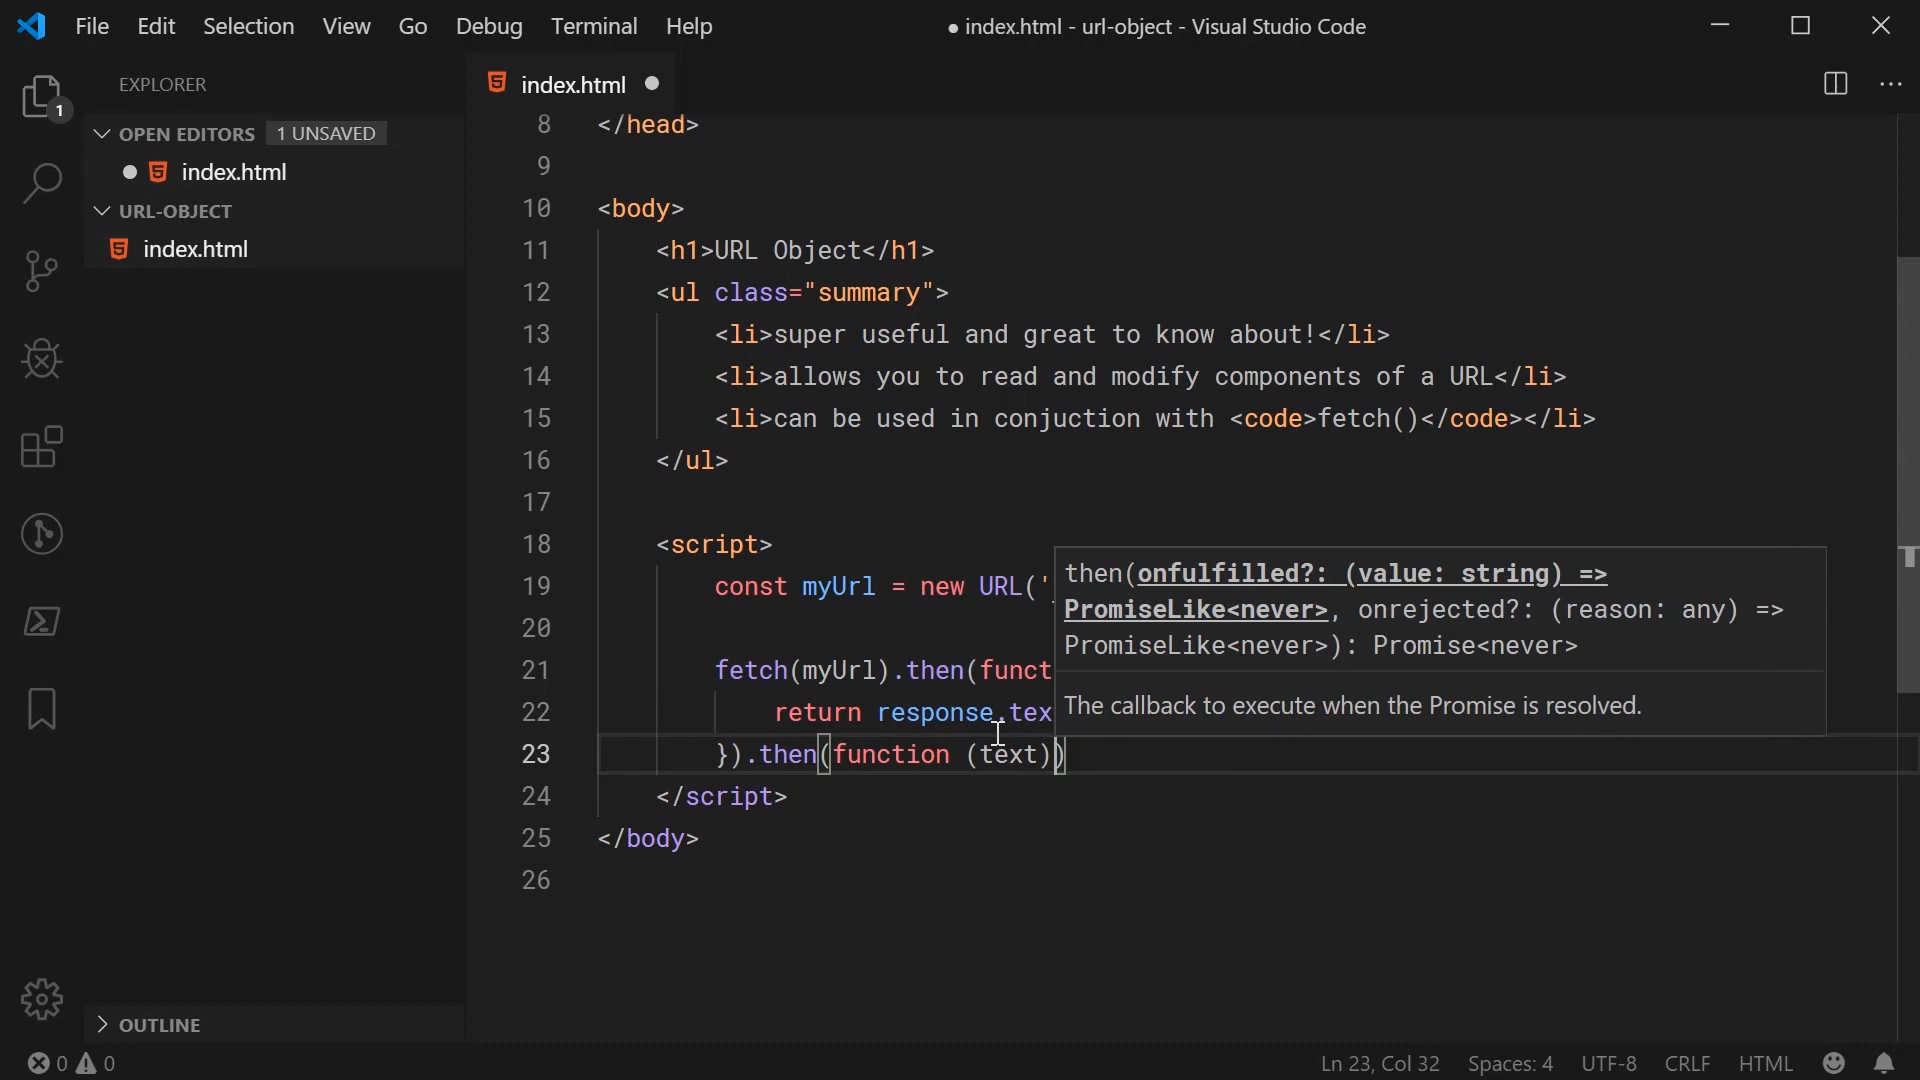 File Edit Selection View Go Debug Terminal Help
● index.html - url-object - Visual Studio Code
EXPLORER
1
OPEN EDITORS 1 UNSAVED
index.html
URL-OBJECT
index.html
OUTLINE
index.html
8 </head>
9
10 <body>
11 <h1>URL Object</h1>
12 <ul class="summary">
13 <li>super useful and great to know about!</li>
14 <li>allows you to read and modify components of a URL</li>
15 <li>can be used in conjuction with <code>fetch()</code></li>
16 </ul>
17
18 <script>
19 const myUrl = new URL('
20
21 fetch(myUrl).then(funct
22 return response.tex
23 }).then(function (text))
24 </script>
25 </body>
26
then(onfulfilled?: (value: string) =>
PromiseLike<never>, onrejected?: (reason: any) =>
PromiseLike<never>): Promise<never>
The callback to execute when the Promise is resolved.
0 0
Ln 23, Col 32 Spaces: 4 UTF-8 CRLF HTML